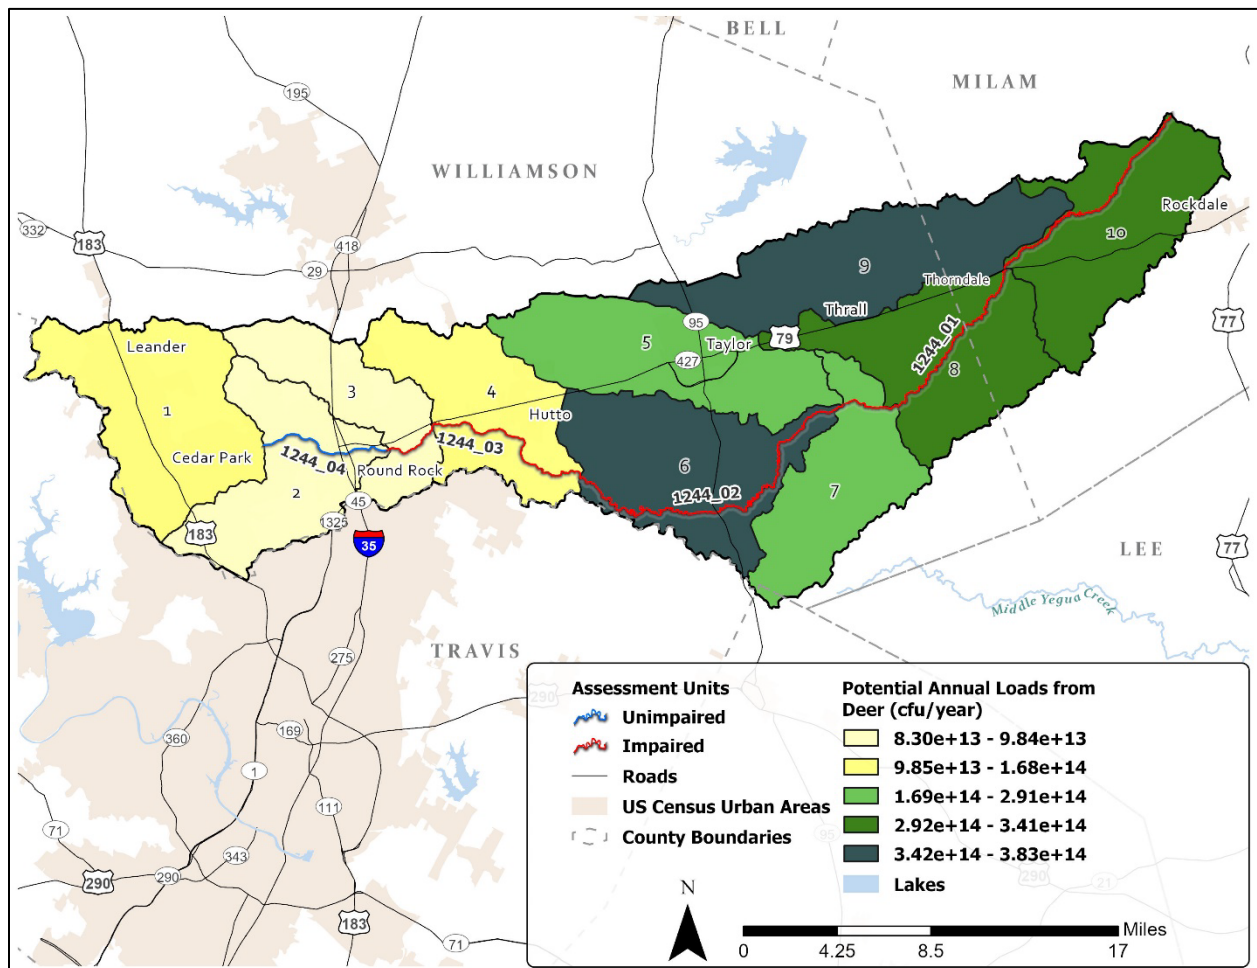 BELL
MILAM
195
WILLIAMSON
Rockdale
332
183
418
10
29
9
Thorndale
Thrall
77
95
Leander
5
Taylor
79
1244_01
427
3
8
4
1
Hutto
1244_03
Cedar Park
1244_04
Round Rock
6
2
1244_02
7
45
183
1325
35
77
LEE
Middle Yegua Creek
TRAVIS
275
290
360
169
1
111
71
343
290
290
183
71
95
290
21
Assessment Units
Unimpaired
Impaired
Roads
US Census Urban Areas
County Boundaries
Potential Annual Loads from
Deer (cfu/year)
8.30e+13 - 9.84e+13
9.85e+13 - 1.68e+14
1.69e+14 - 2.91e+14
2.92e+14 - 3.41e+14
3.42e+14 - 3.83e+14
Lakes
N
Miles
0 4.25 8.5 17